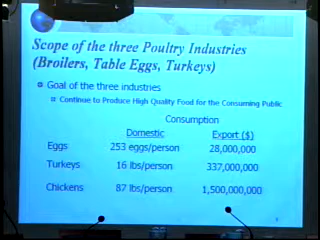 Scope of the three Poultry Industries
(Broilers, Table Eggs, Turkeys)
Goal of the three industries
Continue to Produce High Quality Food for the Consuming Public
Consumption
Domestic Export ($)
Eggs 253 eggs/person 28,000,000
Turkeys 16 lbs/person 337,000,000
Chickens 87 lbs/person 1,500,000,000